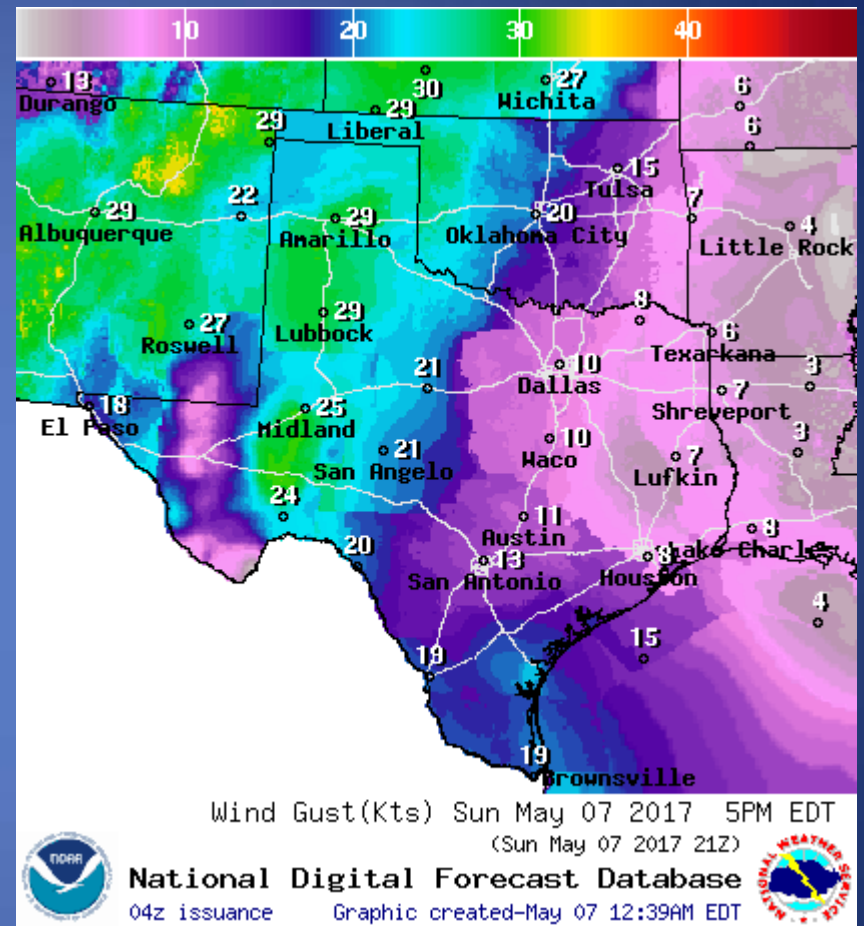 10 20 30 40
13
Durango
30
27
Wichita
6
29
Liberal
29
6
15
Tulsa
29
Albuquerque
22
29
Amarillo
20
Oklahoma City
7
4
Little Rock
27
Roswell
29
Lubbock
8
6
Texarkana
10
Dallas
18
El Paso
25
Midland
21
7
Shreveport
3
21
San Angelo
10
Waco
7
Lufkin
3
24
11
Austin
8
20
13
San Antonio
8
Houston
Lake Charles
4
15
19
19
Brownsville
Wind Gust(Kts) Sun May 07 2017 5PM EDT
(Sun May 07 2017 21Z)
National Digital Forecast Database
04z issuance Graphic created-May 07 12:39AM EDT
NOAA
NATIONAL WEATHER SERVICE